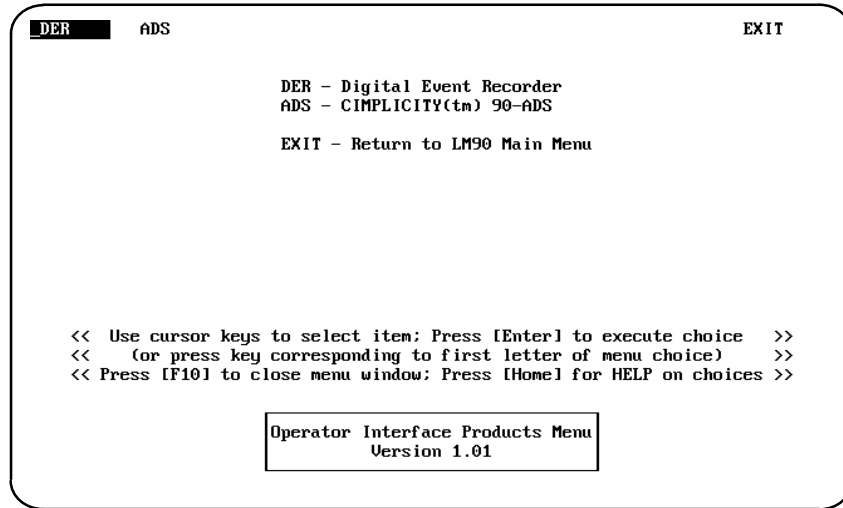 _DER ADS EXIT
DER - Digital Event Recorder
ADS - CIMPLICITY(tm) 90-ADS
EXIT - Return to LM90 Main Menu
<< Use cursor keys to select item; Press [Enter] to execute choice >>
<< (or press key corresponding to first letter of menu choice) >>
<< Press [F10] to close menu window; Press [Home] for HELP on choices >>
Operator Interface Products Menu
Version 1.01